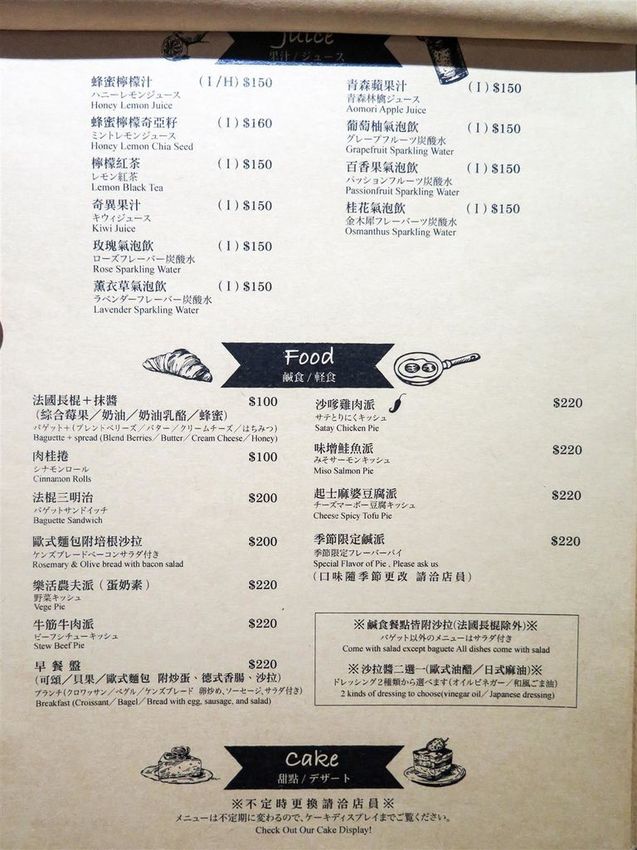 Juice
果汁 / ジュース
蜂蜜檸檬汁 (I/H) $150
ハニーレモンジュース
Honey Lemon Juice
蜂蜜檸檬奇亞籽 (I) $160
ミントレモンジュース
Honey Lemon Chia Seed
檸檬紅茶 (I) $150
レモン紅茶
Lemon Black Tea
奇異果汁 (I) $150
キウィジュース
Kiwi Juice
玫瑰氣泡飲 (I) $150
ローズフレーバー炭酸水
Rose Sparkling Water
薰衣草氣泡飲 (I) $150
ラベンダーフレーバー炭酸水
Lavender Sparkling Water
青森蘋果汁 (I) $150
青森林檎ジュース
Aomori Apple Juice
葡萄柚氣泡飲 (I) $150
グレープフルーツ炭酸水
Grapefruit Sparkling Water
百香果氣泡飲 (I) $150
パッションフルーツ炭酸水
Passionfruit Sparkling Water
桂花氣泡飲 (I) $150
金木犀フレーバーツ炭酸水
Osmanthus Sparkling Water
Food
鹹食 / 軽食
法國長棍+抹醬 $100
(綜合莓果/奶油/奶油乳酪/蜂蜜)
バゲット+(ブレンドベリーズ/バター/クリームチーズ/はちみつ)
Baguette + spread (Blend Berries/Butter/Cream Cheese/Honey)
肉桂捲 $100
シナモンロール
Cinnamon Rolls
法棍三明治 $200
バゲットサンドイッチ
Baguette Sandwich
歐式麵包附培根沙拉 $200
ケンズブレードベーコンサラダ付き
Rosemary & Olive bread with bacon salad
樂活農夫派(蛋奶素) $220
野菜キッシュ
Vege Pie
牛筋牛肉派 $220
ビーフシチューキッシュ
Stew Beef Pie
早餐盤 $220
(可頌/貝果/歐式麵包 附炒蛋、德式香腸、沙拉)
ブランチ(クロワッサン/ベグル/ケンズブレード 卵炒め、ソーセージ、サラダ付き)
Breakfast (Croissant/Bagel/Bread with egg, sausage, and salad)
沙嗲雞肉派 $220
サテとりにくキッシュ
Satay Chicken Pie
味增鮭魚派 $220
みそサーモンキッシュ
Miso Salmon Pie
起士麻婆豆腐派 $220
チーズマーボー豆腐キッシュ
Cheese Spicy Tofu Pie
季節限定鹹派 $220
季節限定フレーバーパイ
Special Flavor of Pie , Please ask us
(口味隨季節更改 請洽店員)
※鹹食餐點皆附沙拉(法國長棍除外)※
バゲット以外のメニューはサラダ付き
Come with salad except baguete All dishes come with salad
※沙拉醬二選一(歐式油醋/日式麻油)※
ドレッシング2種類から選べます(オイルビネガー/和風ごま油)
2 kinds of dressing to choose(vinegar oil/Japanese dressing)
Cake
甜點 / デザート
※不定時更換請洽店員※
メニューは不定期に変わるので、ケーキディスプレイまでご覧ください。
Check Out Our Cake Display!